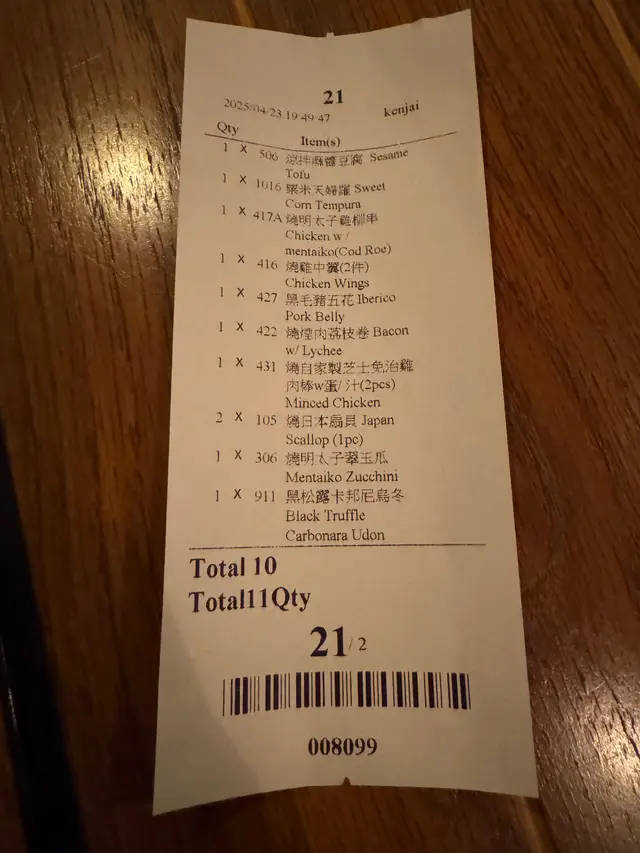 21
2025/04/23 19:49:47 kenjai
Qty Item(s)
1 X 506 涼拌麻醬豆腐 Sesame
Tofu
1 X 1016 粟米天婦羅 Sweet
Corn Tempura
1 X 417A 燒明太子雞柳串
Chicken w/
mentaiko(Cod Roe)
1 X 416 燒雞中翼(2件)
Chicken Wings
1 X 427 黑毛豬五花 Iberico
Pork Belly
1 X 422 燒煙肉荔枝卷 Bacon
w/ Lychee
1 X 431 燒自家製芝士免治雞
肉棒w蛋/汁(2pcs)
Minced Chicken
2 X 105 燒日本扇貝 Japan
Scallop (1pc)
1 X 306 燒明太子翠玉瓜
Mentaiko Zucchini
1 X 911 黑松露卡邦尼烏冬
Black Truffle
Carbonara Udon
Total 10
Total11Qty
21/ 2
008099